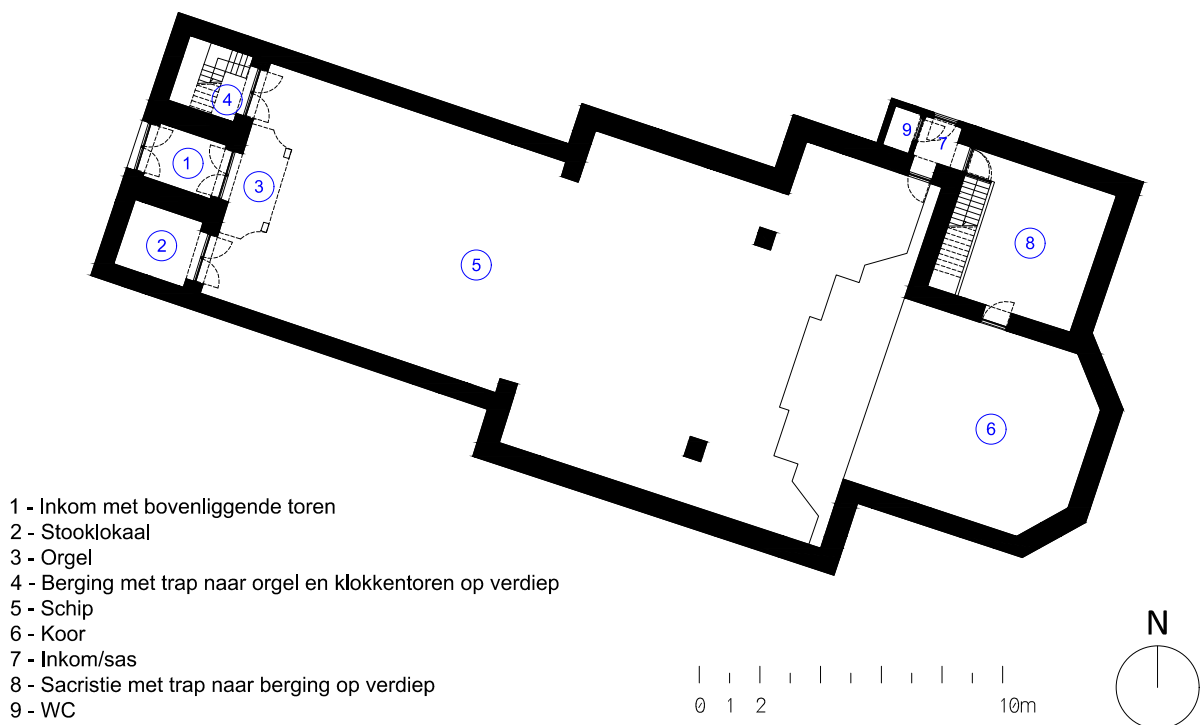 9
7
4
1
3
8
2
5
6
1 - Inkom met bovenliggende toren
2 - Stooklokaal
3 - Orgel
4 - Berging met trap naar orgel en klokkentoren op verdiep
5 - Schip
6 - Koor
7 - Inkom/sas
8 - Sacristie met trap naar berging op verdiep
9 - WC
0 1 2 10m
N